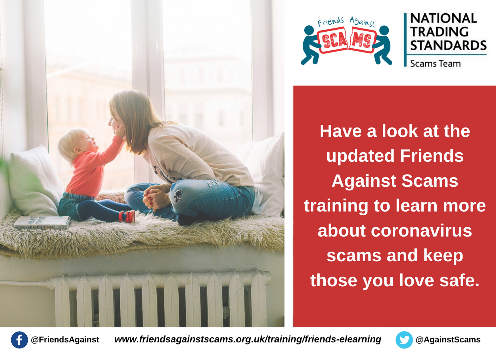 Friends Against
SCAMS
NATIONAL
TRADING
STANDARDS
Scams Team
Have a look at the
updated Friends
Against Scams
training to learn more
about coronavirus
scams and keep
those you love safe.
@FriendsAgainst
www.friendsagainstscams.org.uk/training/friends-elearning
@AgainstScams